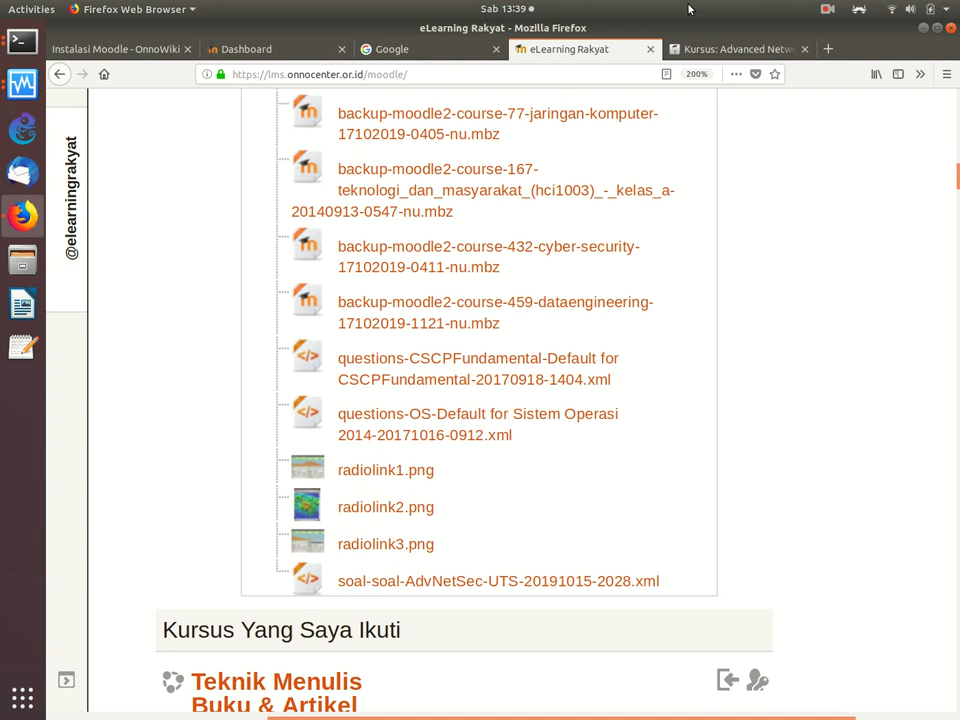 Activities Firefox Web Browser Sab 13:39
eLearning Rakyat - Mozilla Firefox
Instalasi Moodle - OnnoWiki Dashboard Google eLearning Rakyat Kursus: Advanced Netw
https://lms.onnocenter.or.id/moodle/ 200%
@elearningrakyat
backup-moodle2-course-77-jaringan-komputer-
17102019-0405-nu.mbz
backup-moodle2-course-167-
teknologi_dan_masyarakat_(hci1003)_-_kelas_a-
20140913-0547-nu.mbz
backup-moodle2-course-432-cyber-security-
17102019-0411-nu.mbz
backup-moodle2-course-459-dataengineering-
17102019-1121-nu.mbz
questions-CSCPFundamental-Default for
CSCPFundamental-20170918-1404.xml
questions-OS-Default for Sistem Operasi
2014-20171016-0912.xml
radiolink1.png
radiolink2.png
radiolink3.png
soal-soal-AdvNetSec-UTS-20191015-2028.xml
Kursus Yang Saya Ikuti
Teknik Menulis
Buku & Artikel